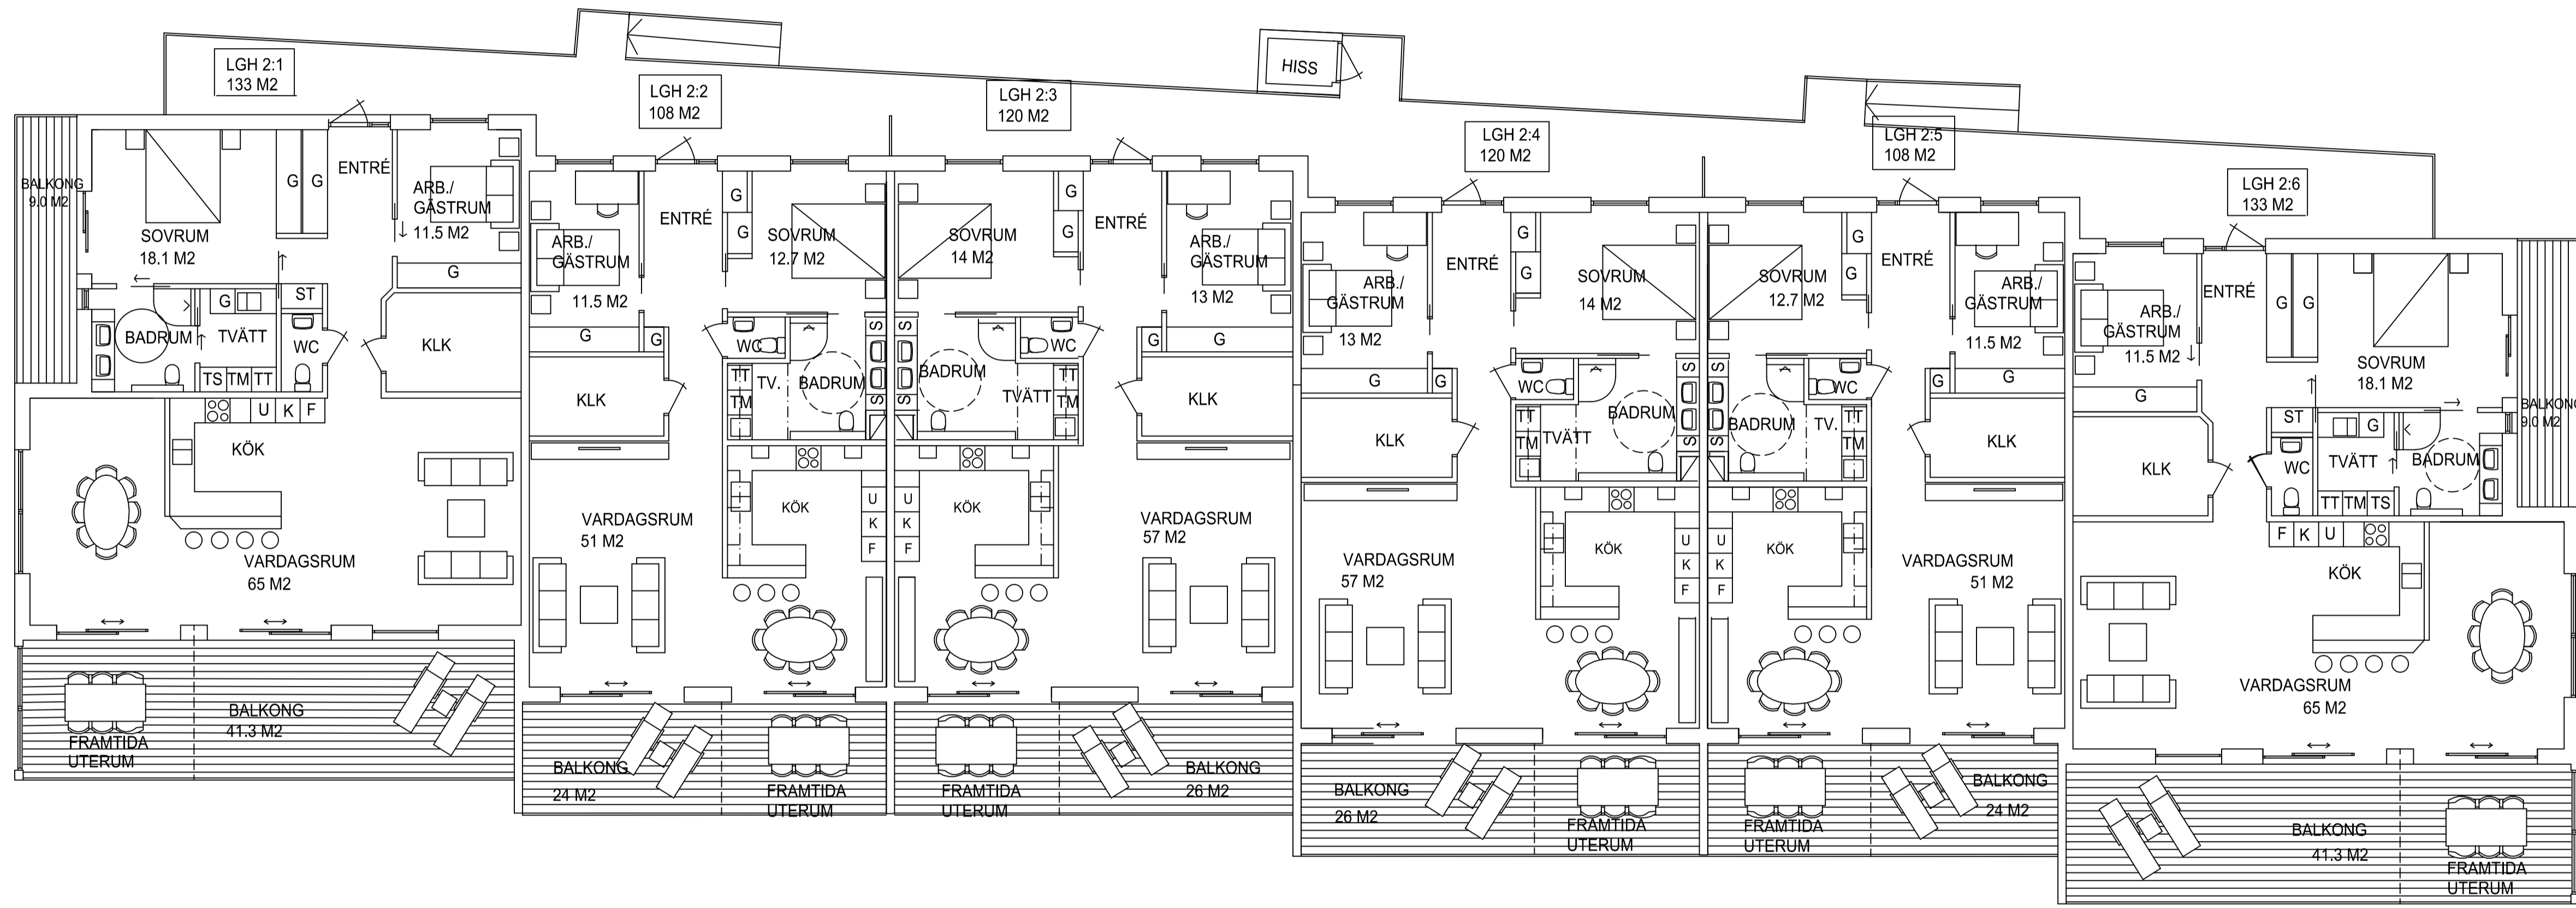 LGH 2:1
133 M2
BALKONG
9.0 M2
SOVRUM
18.1 M2
G
G
ENTRÉ
ARB./
GÄSTRUM
11.5 M2
G
G
ST
BADRUM
TVÄTT
WC
KLK
TS
TM
TT
U
K
F
KÖK
VARDAGSRUM
65 M2
BALKONG
41.3 M2
FRAMTIDA
UTERUM
LGH 2:2
108 M2
ENTRÉ
G
G
SOVRUM
12.7 M2
ARB./
GÄSTRUM
11.5 M2
G
G
WC
S
S
TT
TM
TV.
BADRUM
KLK
KÖK
U
K
F
VARDAGSRUM
51 M2
BALKONG
24 M2
FRAMTIDA
UTERUM
LGH 2:3
120 M2
SOVRUM
14 M2
G
G
ENTRÉ
ARB./
GÄSTRUM
13 M2
S
S
WC
G
G
BADRUM
TVÄTT
TT
TM
KLK
U
K
F
KÖK
VARDAGSRUM
57 M2
FRAMTIDA
UTERUM
BALKONG
26 M2
HISS
LGH 2:4
120 M2
ENTRÉ
G
G
SOVRUM
14 M2
ARB./
GÄSTRUM
13 M2
G
G
WC
S
S
TT
TM
TVÄTT
BADRUM
KLK
KÖK
U
K
F
VARDAGSRUM
57 M2
BALKONG
26 M2
FRAMTIDA
UTERUM
LGH 2:5
108 M2
SOVRUM
12.7 M2
G
G
ENTRÉ
ARB./
GÄSTRUM
11.5 M2
S
S
WC
G
G
BADRUM
TV.
TT
TM
KLK
U
K
F
KÖK
VARDAGSRUM
51 M2
FRAMTIDA
UTERUM
BALKONG
24 M2
LGH 2:6
133 M2
ENTRÉ
G
G
ARB./
GÄSTRUM
11.5 M2
SOVRUM
18.1 M2
G
BALKONG
9.0 M2
ST
G
WC
TVÄTT
BADRUM
KLK
TT
TM
TS
F
K
U
KÖK
VARDAGSRUM
65 M2
BALKONG
41.3 M2
FRAMTIDA
UTERUM